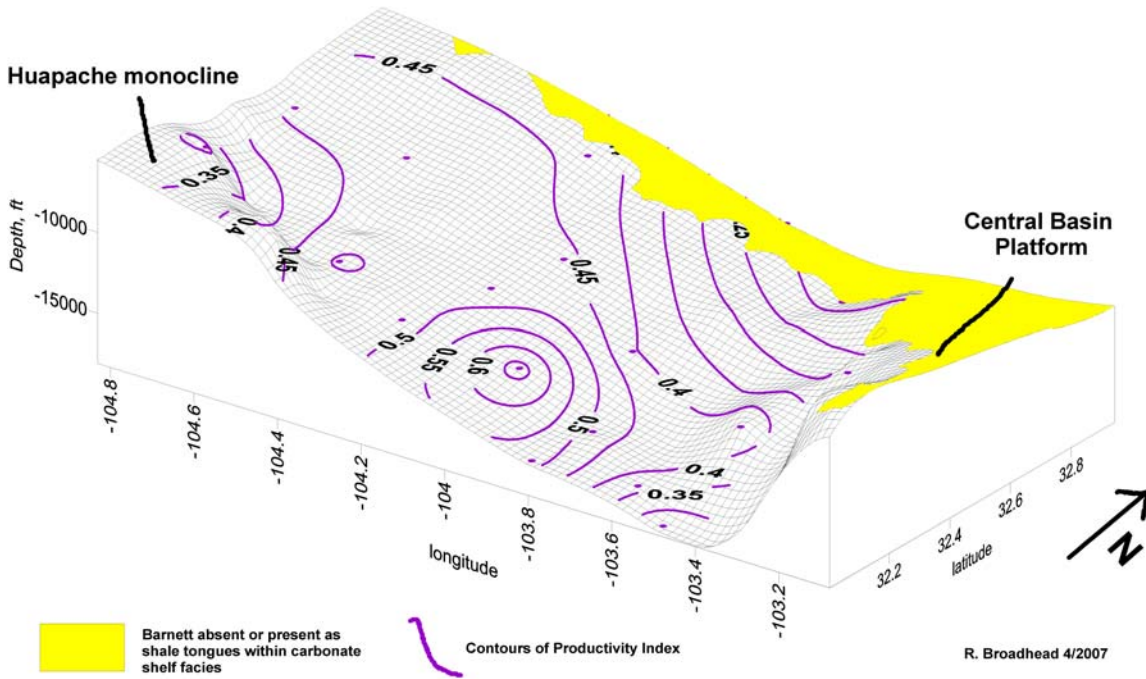 0.45
Huapache monocline
0.35
0.4
0.45
Depth, ft
-10000
-15000
0.45
Central Basin
Platform
0.5
0.55
0.6
0.5
0.4
0.4
0.35
-104.8
-104.6
-104.4
-104.2
-104
-103.8
-103.6
-103.4
-103.2
longitude
32.2
32.4
32.6
32.8
latitude
N
Barnett absent or present as
shale tongues within carbonate
shelf facies
Contours of Productivity Index
R. Broadhead 4/2007